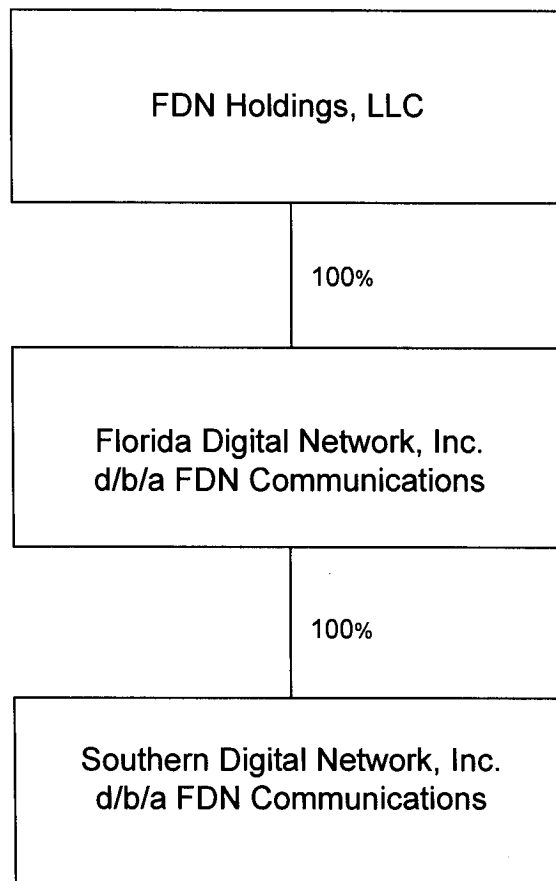 FDN Holdings, LLC
100%
Florida Digital Network, Inc.
d/b/a FDN Communications
100%
Southern Digital Network, Inc.
d/b/a FDN Communications